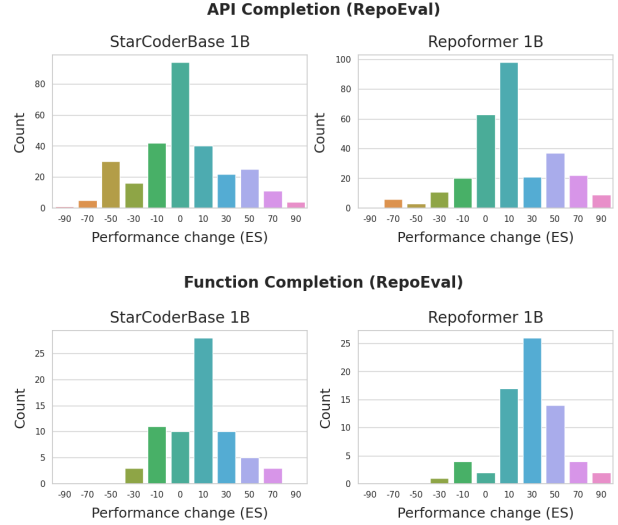 API Completion (RepoEval)
StarCoderBase 1B
Repoformer 1B
Count
80
60
40
20
0
-90 -70 -50 -30 -10 0 10 30 50 70 90
Performance change (ES)
Count
100
80
60
40
20
0
-90 -70 -50 -30 -10 0 10 30 50 70 90
Performance change (ES)
Function Completion (RepoEval)
StarCoderBase 1B
Repoformer 1B
Count
25
20
15
10
5
0
-90 -70 -50 -30 -10 0 10 30 50 70 90
Performance change (ES)
Count
25
20
15
10
5
0
-90 -70 -50 -30 -10 0 10 30 50 70 90
Performance change (ES)